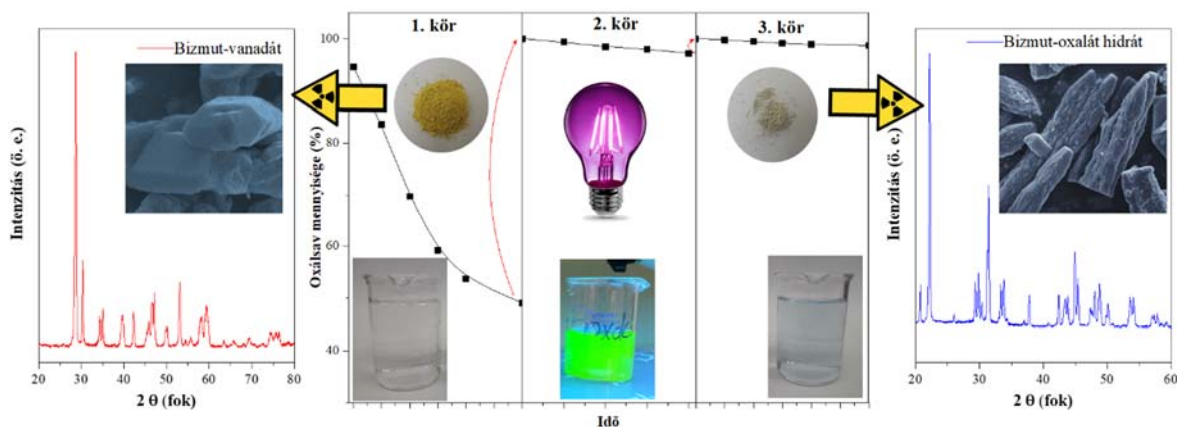 Bizmut-vanadát
Intenzitás (ö. e.)
20 30 40 50 60 70 80
2 θ (fok)
1. kör
2. kör
3. kör
Oxálsav mennyisége (%)
100
80
60
40
Idő
Bizmut-oxalát hidrát
Intenzitás (ö. e.)
20 30 40 50 60
2 θ (fok)